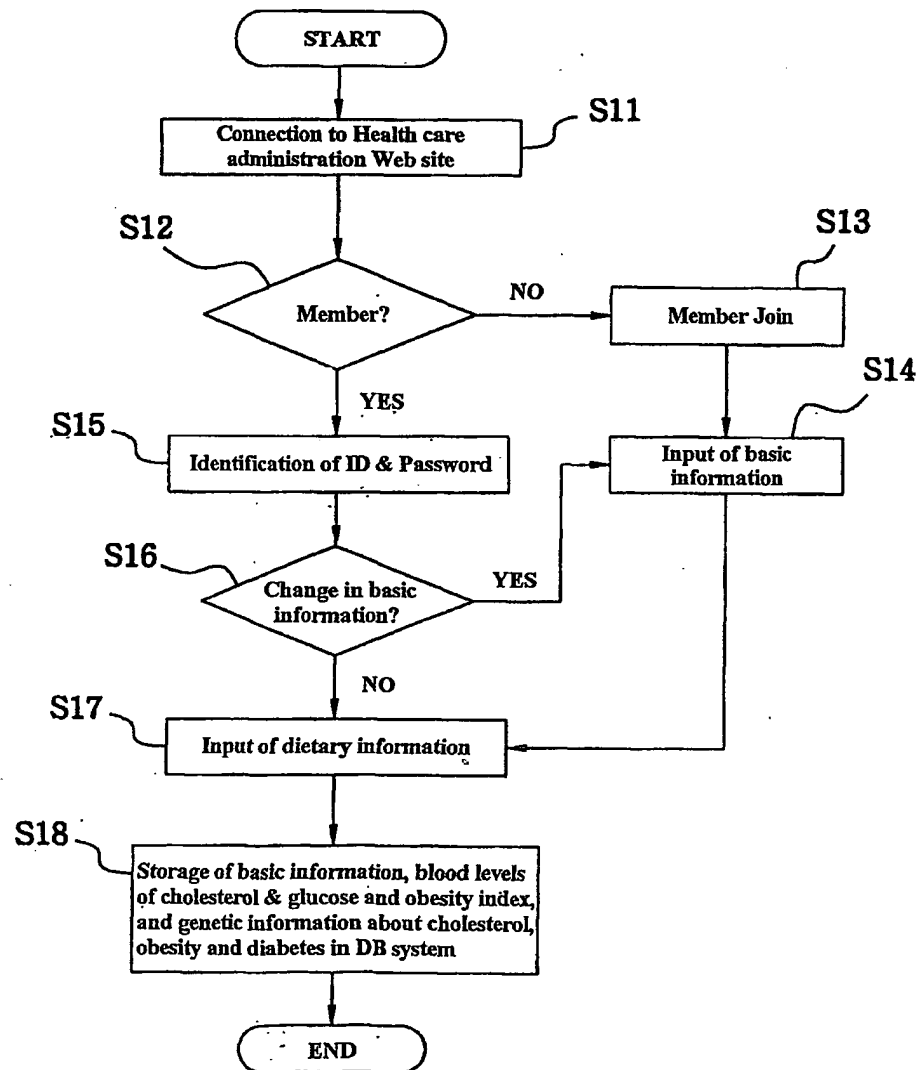 START
S11
Connection to Health care
administration Web site
S12
S13
Member?
NO
Member Join
YES
S14
S15
Identification of ID & Password
Input of basic
information
S16
Change in basic
information?
YES
NO
S17
Input of dietary information
S18
Storage of basic information, blood levels
of cholesterol & glucose and obesity index,
and genetic information about cholesterol,
obesity and diabetes in DB system
END